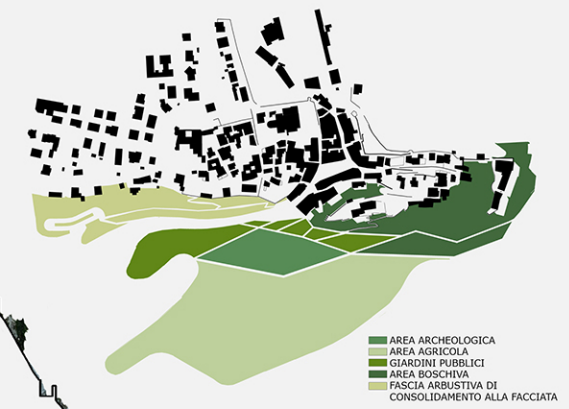 AREA ARCHEOLOGICA
AREA AGRICOLA
GIARDINI PUBBLICI
AREA BOSCHIVA
FASCIA ARBUSTIVA DI
CONSOLIDAMENTO ALLA FACCIATA